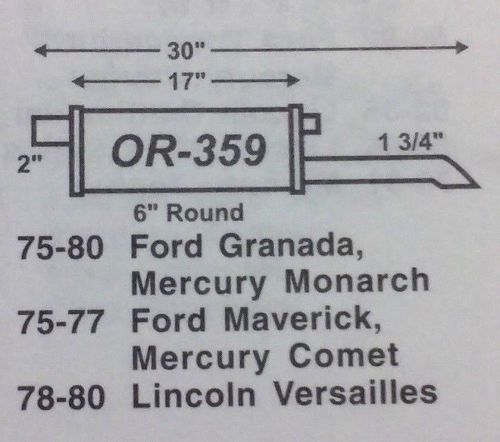 30"
17"
2"
OR-359
1 3/4"
6" Round
75-80 Ford Granada,
Mercury Monarch
75-77 Ford Maverick,
Mercury Comet
78-80 Lincoln Versailles